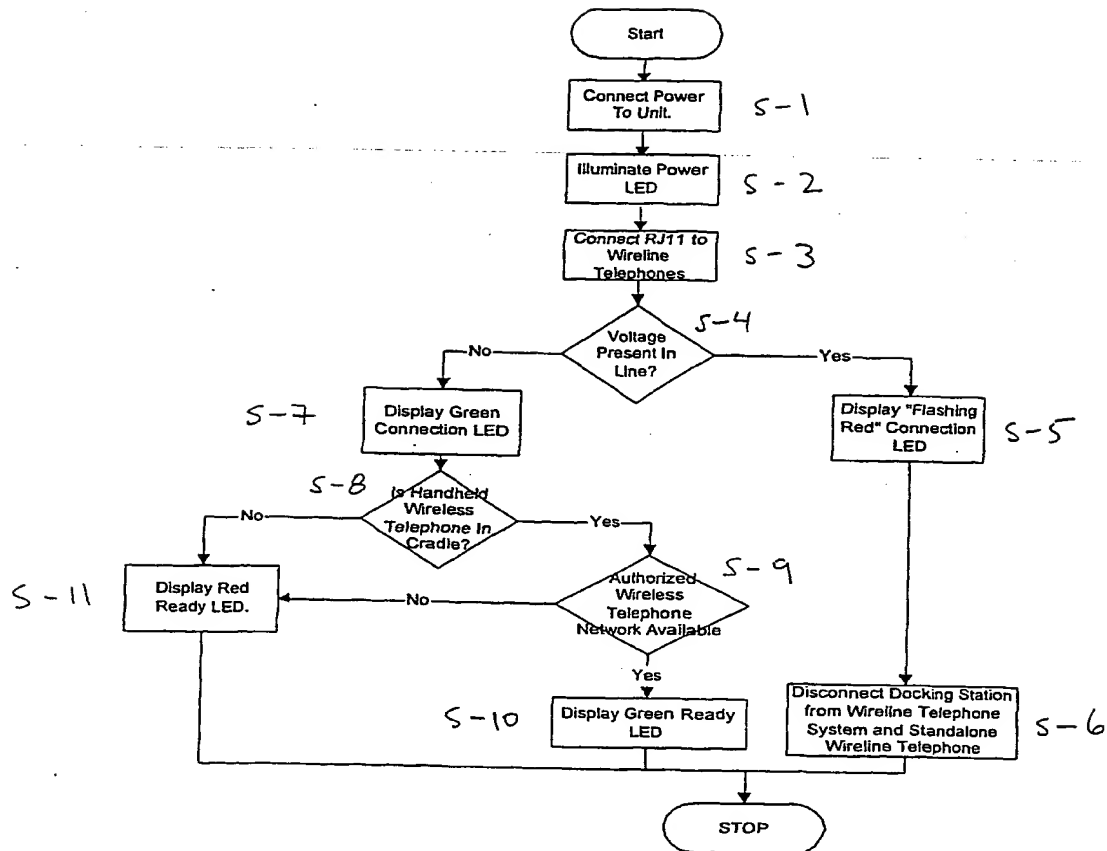 Start
Connect Power
To Unit.
S-1
Illuminate Power
LED
S-2
Connect RJ11 to
Wireline
Telephones
S-3
Voltage
Present In
Line?
S-4
No
Yes
Display Green
Connection LED
S-7
Display "Flashing
Red" Connection
LED
S-5
Is Handheld
Wireless
Telephone In
Cradle?
S-8
No
Yes
Authorized
Wireless
Telephone
Network Available
S-9
No
Yes
Display Red
Ready LED.
S-11
Display Green Ready
LED
S-10
Disconnect Docking Station
from Wireline Telephone
System and Standalone
Wireline Telephone
S-6
STOP